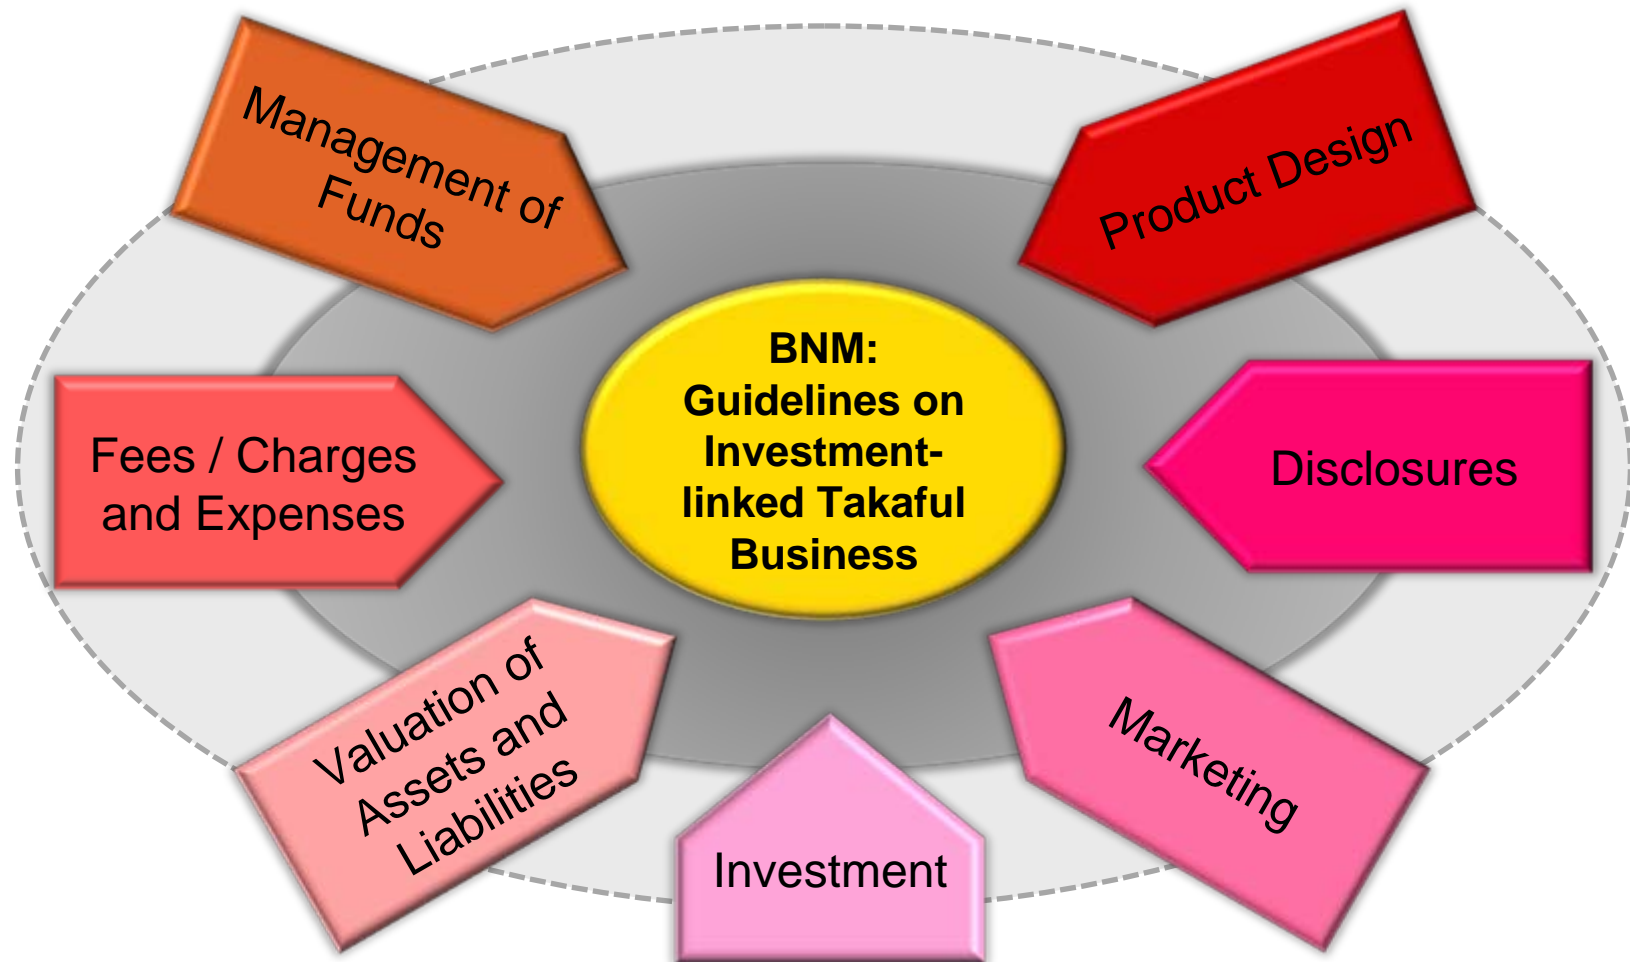 Management of
Funds
Product Design
BNM:
Guidelines on
Investment-
linked Takaful
Business
Fees / Charges
and Expenses
Disclosures
Valuation of
Assets and
Liabilities
Marketing
Investment